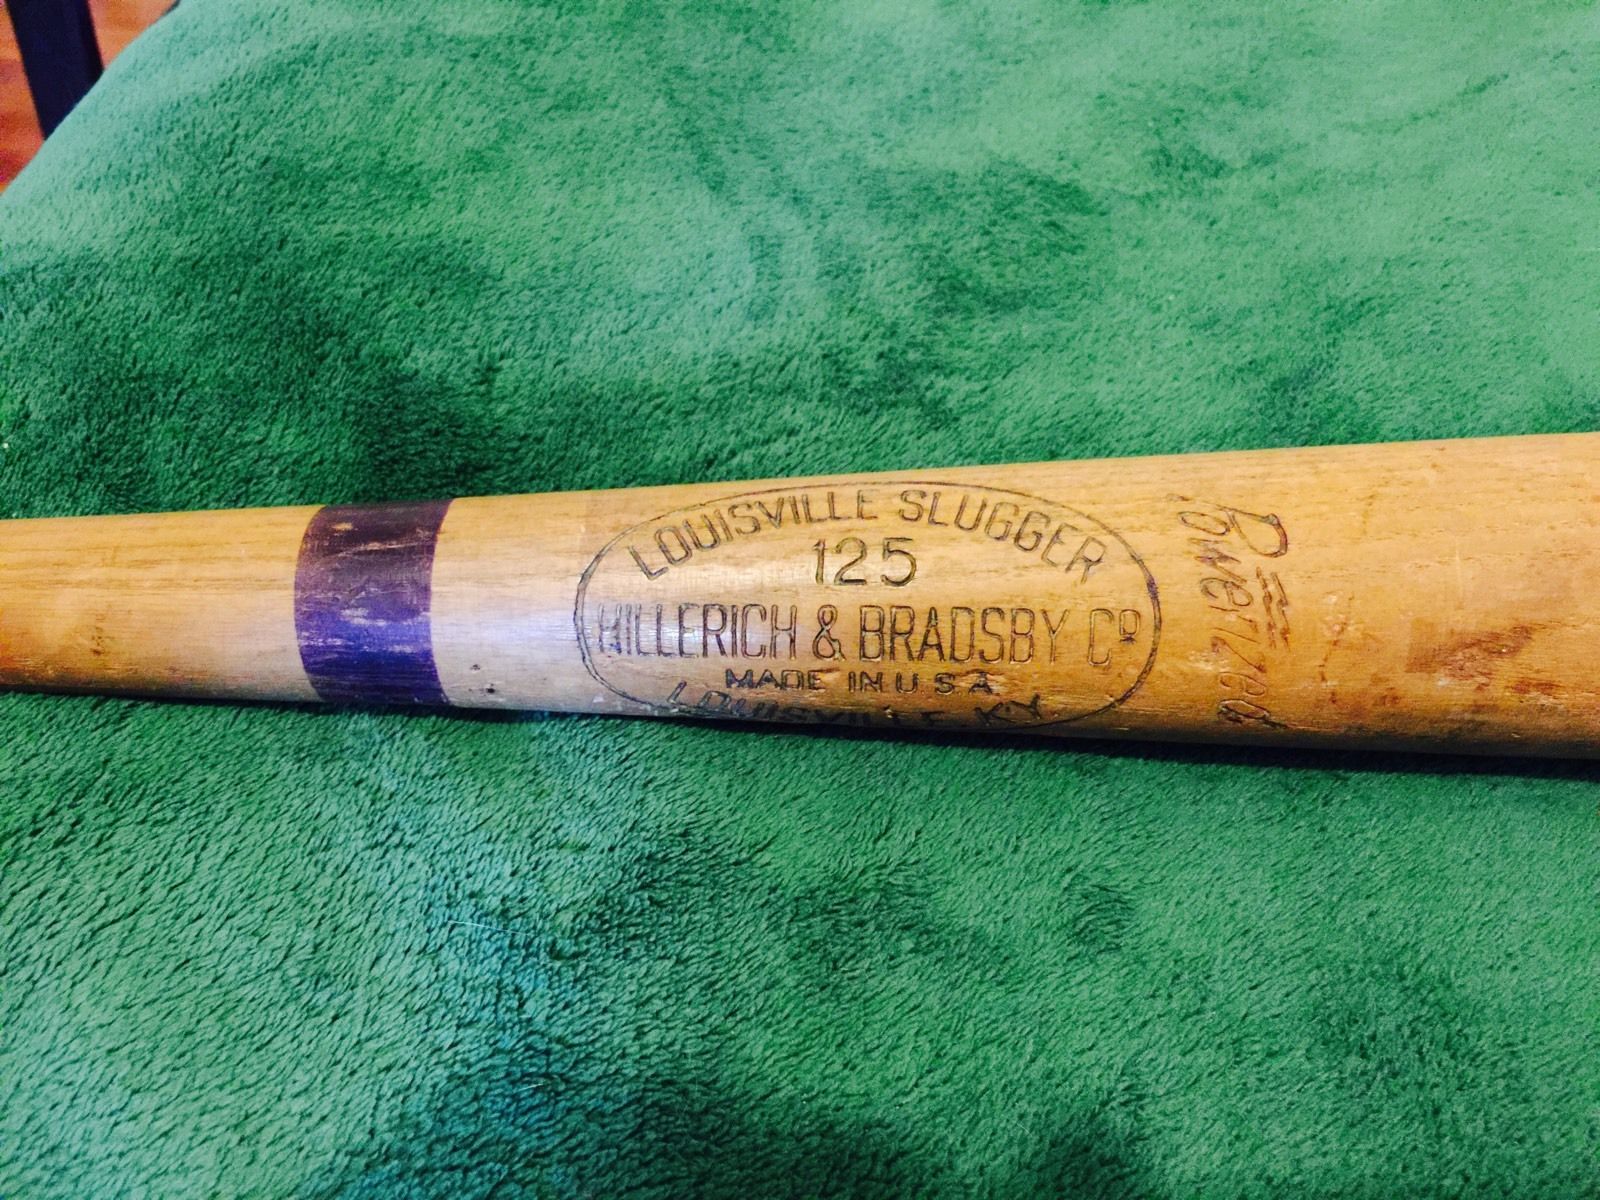 LOUISVILLE SLUGGER
125
HILLERICH & BRADSBY Cº
MADE IN U S A
LOUISVILLE KY
Powerized